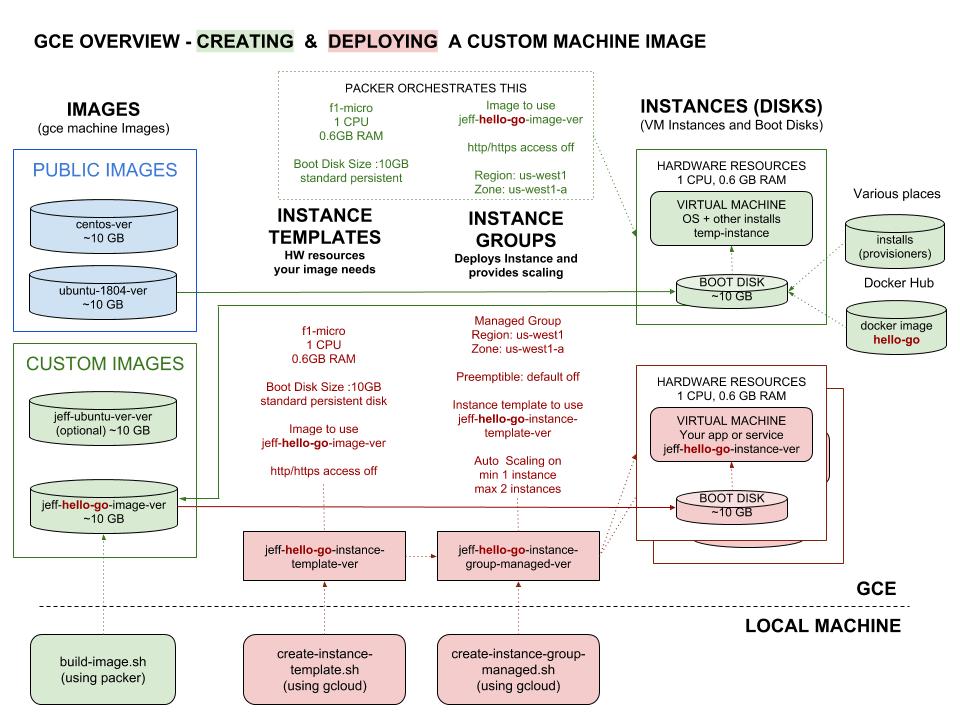 GCE OVERVIEW - CREATING & DEPLOYING A CUSTOM MACHINE IMAGE
PACKER ORCHESTRATES THIS
f1-micro
1 CPU
0.6GB RAM
Boot Disk Size :10GB
standard persistent
Image to use
jeff-hello-go-image-ver
http/https access off
Region: us-west1
Zone: us-west1-a
IMAGES
(gce machine Images)
PUBLIC IMAGES
centos-ver
~10 GB
ubuntu-1804-ver
~10 GB
CUSTOM IMAGES
jeff-ubuntu-ver-ver
(optional) ~10 GB
jeff-hello-go-image-ver
~10 GB
INSTANCE
TEMPLATES
HW resources
your image needs
f1-micro
1 CPU
0.6GB RAM
Boot Disk Size :10GB
standard persistent disk
Image to use
jeff-hello-go-image-ver
http/https access off
jeff-hello-go-instance-
template-ver
INSTANCE
GROUPS
Deploys Instance and
provides scaling
Managed Group
Region: us-west1
Zone: us-west1-a
Preemptible: default off
Instance template to use
jeff-hello-go-instance-
template-ver
Auto  Scaling on
min 1 instance
max 2 instances
jeff-hello-go-instance-
group-managed-ver
INSTANCES (DISKS)
(VM Instances and Boot Disks)
HARDWARE RESOURCES
1 CPU, 0.6 GB RAM
VIRTUAL MACHINE
OS + other installs
temp-instance
BOOT DISK
~10 GB
Various places
installs
(provisioners)
Docker Hub
docker image
hello-go
HARDWARE RESOURCES
1 CPU, 0.6 GB RAM
VIRTUAL MACHINE
Your app or service
jeff-hello-go-instance-ver
BOOT DISK
~10 GB
GCE
LOCAL MACHINE
build-image.sh
(using packer)
create-instance-
template.sh
(using gcloud)
create-instance-group-
managed.sh
(using gcloud)